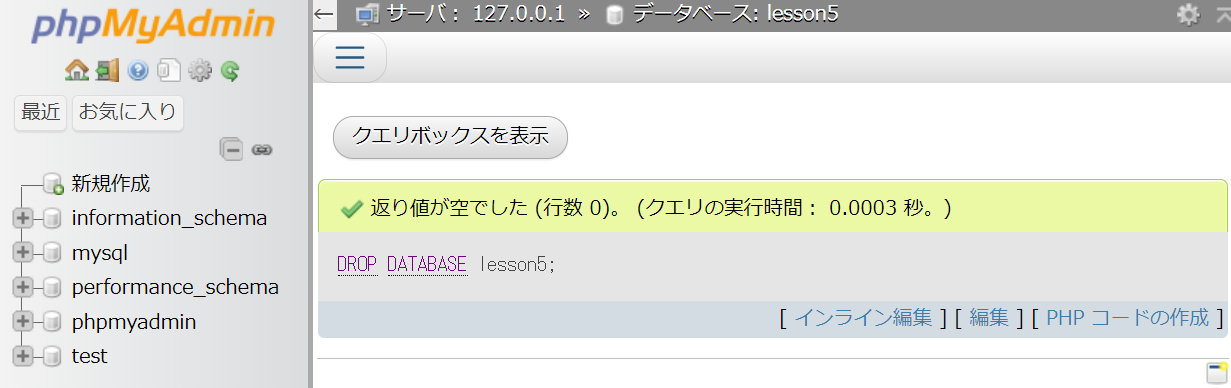 phpMyAdmin
最近 お気に入り
新規作成
information_schema
mysql
performance_schema
phpmyadmin
test
サーバ: 127.0.0.1 » データベース: lesson5
クエリボックスを表示
返り値が空でした (行数 0)。 (クエリの実行時間: 0.0003 秒。)
DROP DATABASE lesson5;
[ インライン編集 ] [ 編集 ] [ PHP コードの作成 ]